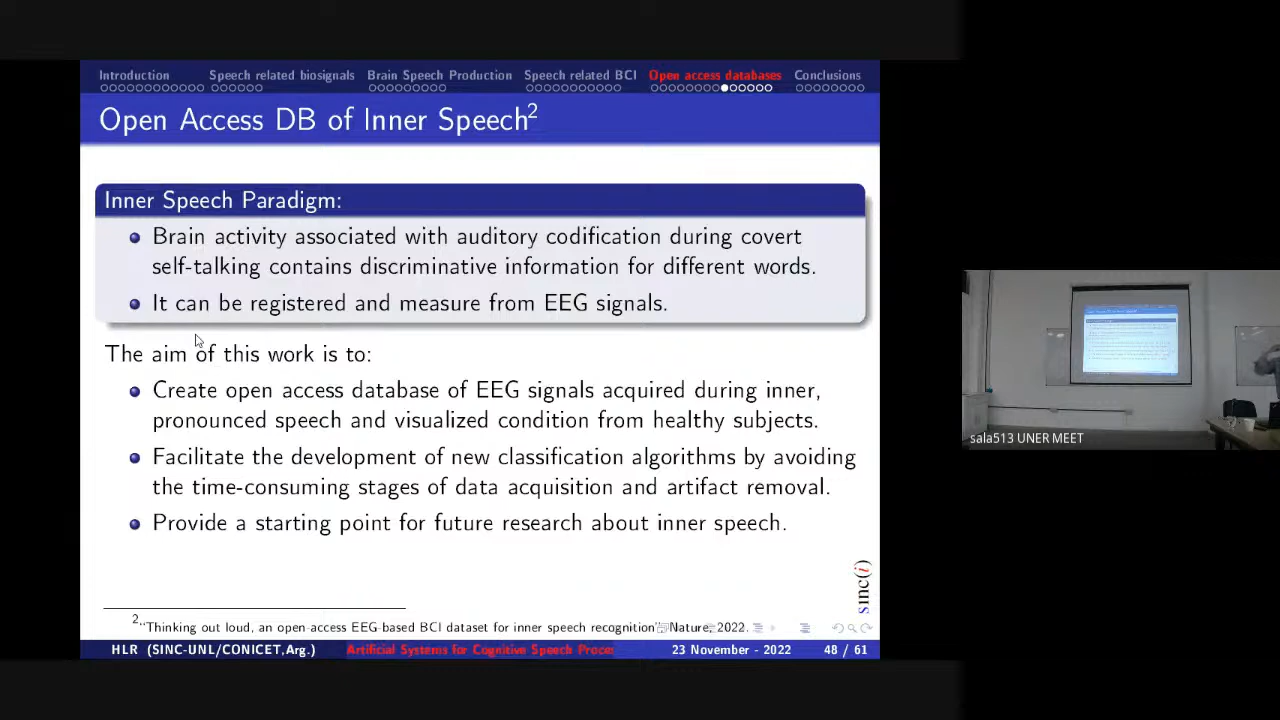 Introduction Speech related biosignals Brain Speech Production Speech related BCI Open access databases Conclusions
Open Access DB of Inner Speech2
Inner Speech Paradigm:
Brain activity associated with auditory codification during covert
self-talking contains discriminative information for different words.
It can be registered and measure from EEG signals.
The aim of this work is to:
Create open access database of EEG signals acquired during inner,
pronounced speech and visualized condition from healthy subjects.
Facilitate the development of new classification algorithms by avoiding
the time-consuming stages of data acquisition and artifact removal.
Provide a starting point for future research about inner speech.
sinc(i)
2"Thinking out loud, an open-access EEG-based BCI dataset for inner speech recognition" Nature, 2022.
HLR (SINC-UNL/CONICET,Arg.) Artificial Systems for Cognitive Speech Proce 23 November - 2022 48 / 61
sala513 UNER MEET